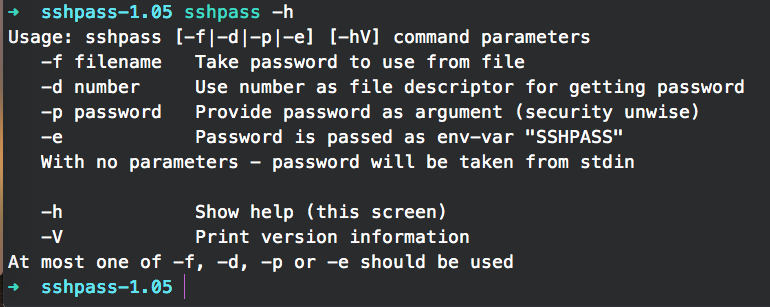 ➜  sshpass-1.05 sshpass -h
Usage: sshpass [-f|-d|-p|-e] [-hV] command parameters
   -f filename   Take password to use from file
   -d number     Use number as file descriptor for getting password
   -p password   Provide password as argument (security unwise)
   -e            Password is passed as env-var "SSHPASS"
   With no parameters - password will be taken from stdin

   -h            Show help (this screen)
   -V            Print version information
At most one of -f, -d, -p or -e should be used
➜  sshpass-1.05